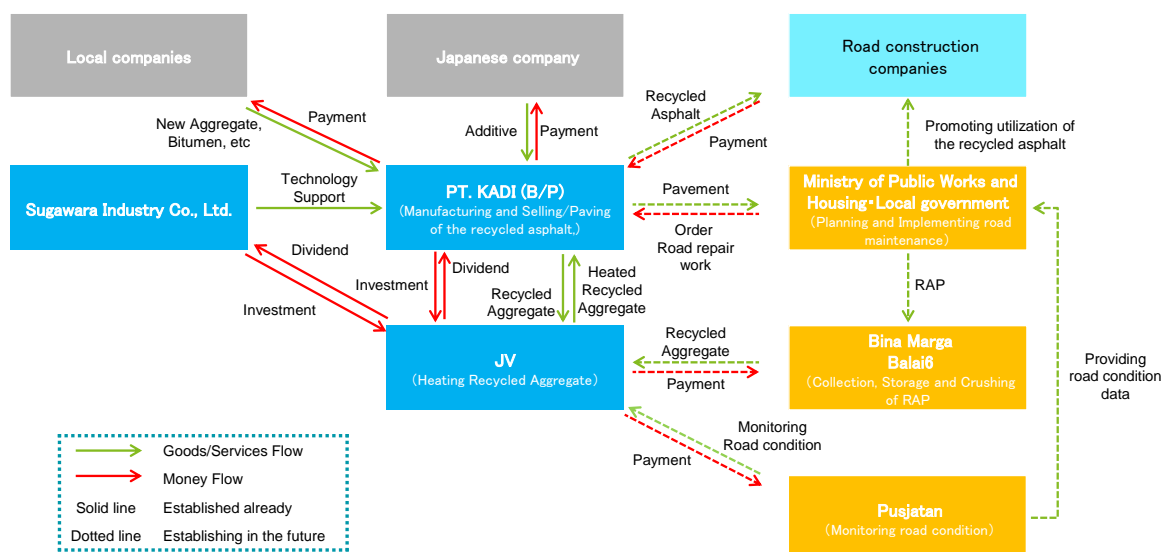 Local companies
Japanese company
Road construction
companies
Payment
New Aggregate,
Bitumen, etc
Additive
Payment
Recycled
Asphalt
Payment
Promoting utilization of
the recycled asphalt
Sugawara Industry Co., Ltd.
Technology
Support
PT. KADI (B/P)
(Manufacturing and Selling/Paving
of the recycled asphalt,)
Pavement
Order
Road repair
work
Ministry of Public Works and
Housing・Local government
(Planning and Implementing road
maintenance)
Dividend
Investment
Dividend
Investment
Heated
Recycled
Aggregate
Recycled
Aggregate
RAP
JV
(Heating Recycled Aggregate)
Recycled
Aggregate
Payment
Bina Marga
Balai6
(Collection, Storage and Crushing
of RAP
Providing
road condition
data
Monitoring
Road condition
Payment
Pusjatan
(Monitoring road condition)
Goods/Services Flow
Money Flow
Solid line Established already
Dotted line Establishing in the future